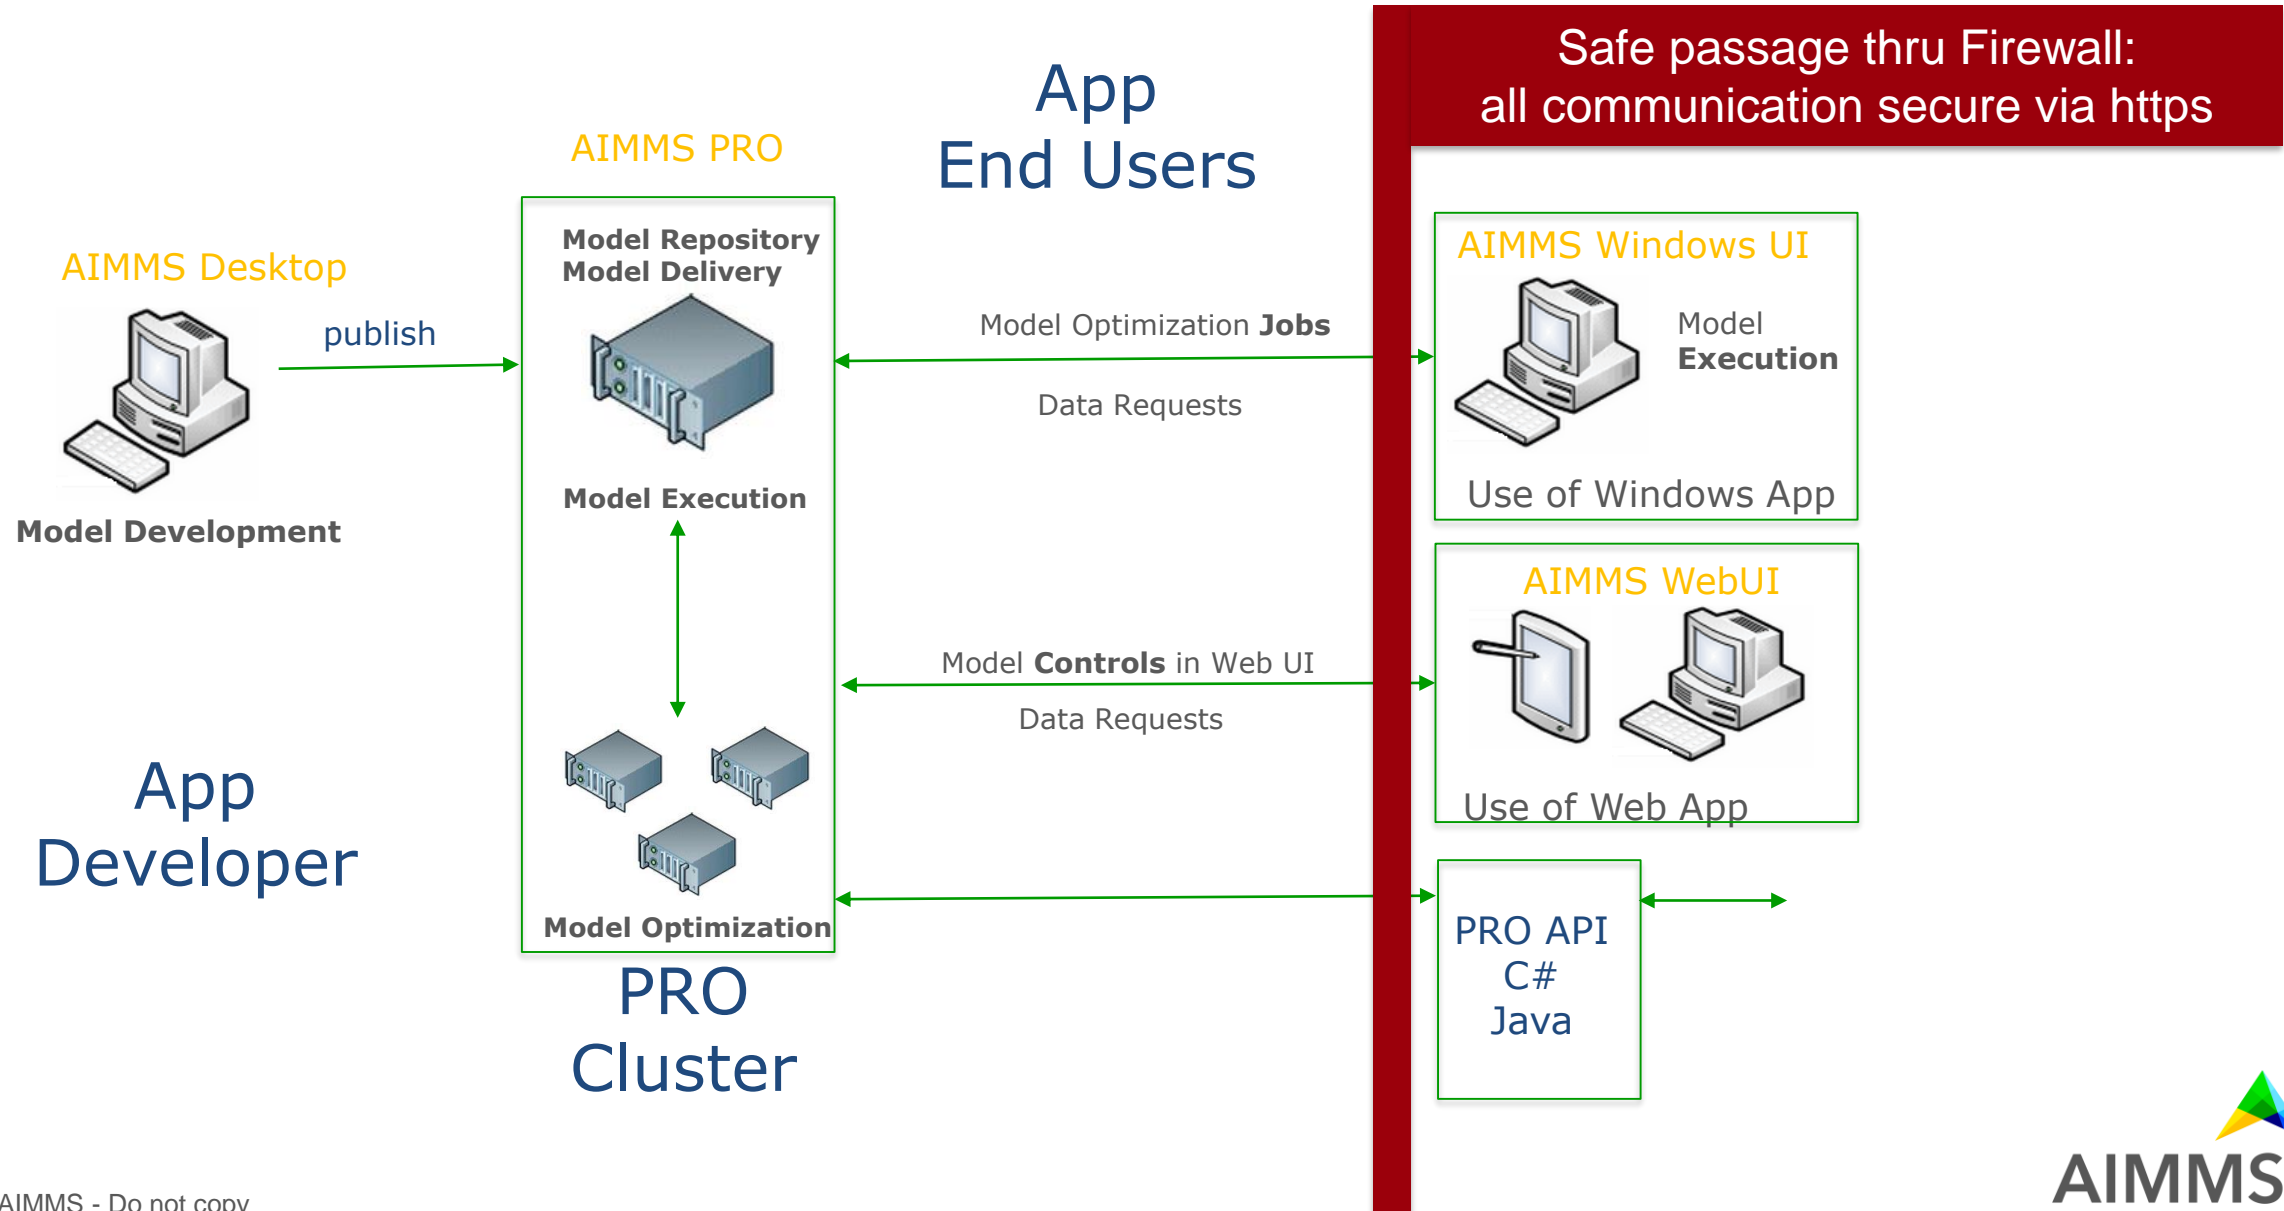 Safe passage thru Firewall:
all communication secure via https
App
End Users
AIMMS PRO
AIMMS Desktop
publish
Model Development
App
Developer
Model Repository
Model Delivery
Model Execution
Model Optimization
PRO
Cluster
Model Optimization Jobs
Data Requests
Model Controls in Web UI
Data Requests
AIMMS Windows UI
Model
Execution
Use of Windows App
AIMMS WebUI
Use of Web App
PRO API
C#
Java
AIMMS
AIMMS - Do not copy